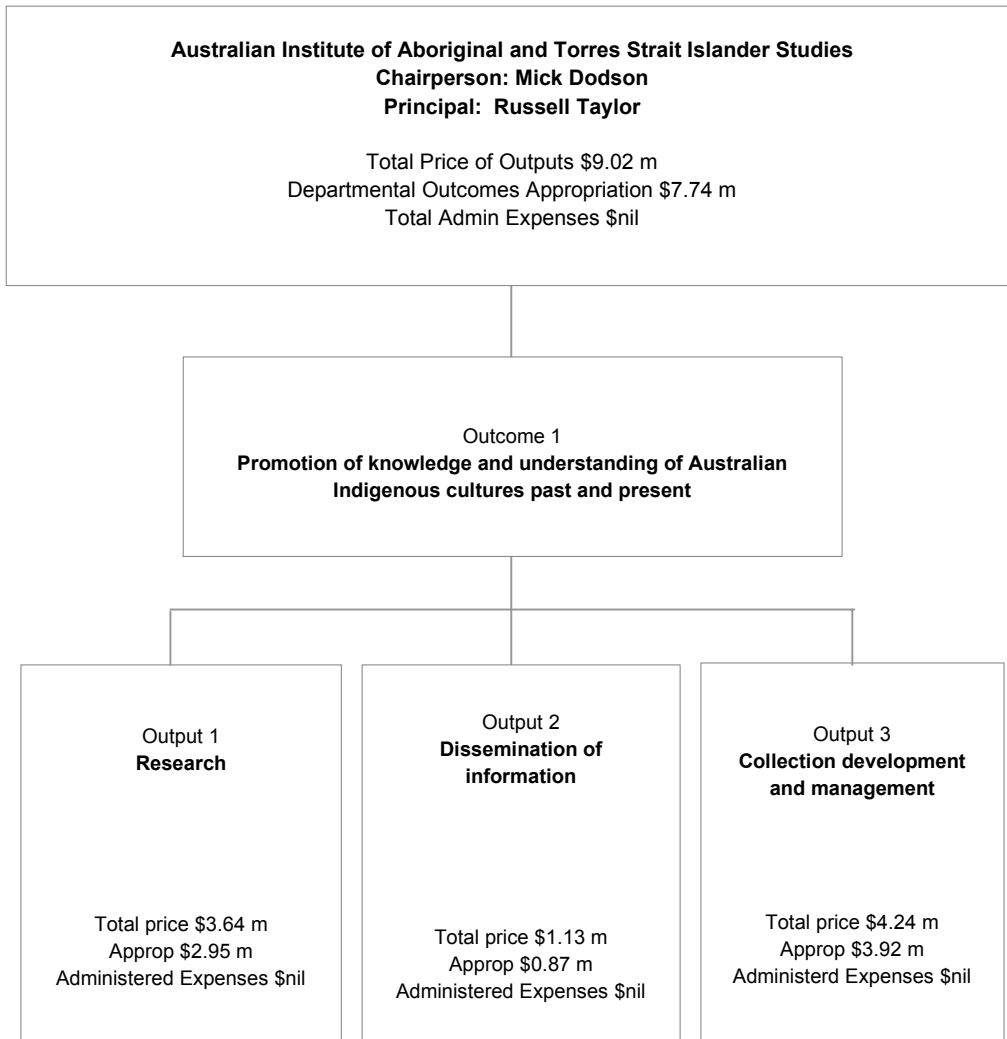 Australian Institute of Aboriginal and Torres Strait Islander Studies
Chairperson: Mick Dodson
Principal: Russell Taylor
Total Price of Outputs $9.02 m
Departmental Outcomes Appropriation $7.74 m
Total Admin Expenses $nil
Outcome 1
Promotion of knowledge and understanding of Australian
Indigenous cultures past and present
Output 1
Research
Total price $3.64 m
Approp $2.95 m
Administered Expenses $nil
Output 2
Dissemination of
information
Total price $1.13 m
Approp $0.87 m
Administered Expenses $nil
Output 3
Collection development
and management
Total price $4.24 m
Approp $3.92 m
Administerd Expenses $nil